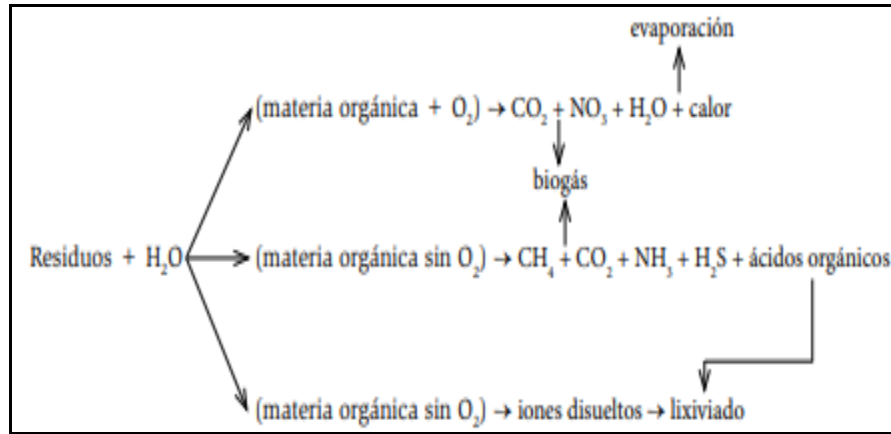 evaporación
(materia orgánica + O₂) → CO₂ + NO₃ + H₂O + calor
biogás
Residuos + H₂O
(materia orgánica sin O₂) → CH₄ + CO₂ + NH₃ + H₂S + ácidos orgánicos
(materia orgánica sin O₂) → iones disueltos → lixiviado